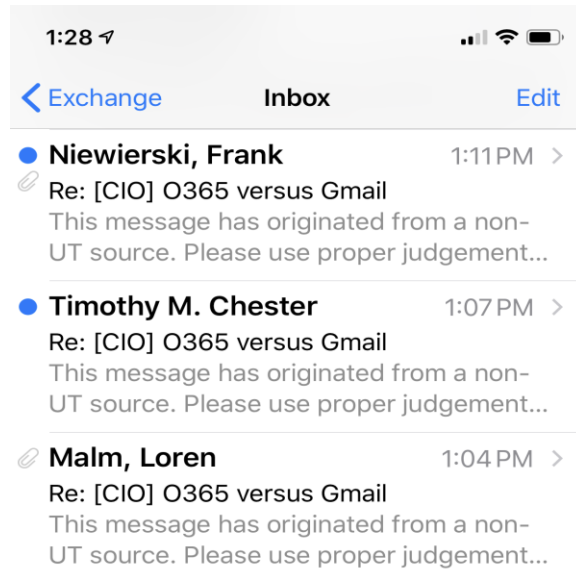 1:28
Exchange Inbox Edit
Niewierski, Frank 1:11 PM
Re: [CIO] O365 versus Gmail
This message has originated from a non-
UT source. Please use proper judgement...
Timothy M. Chester 1:07 PM
Re: [CIO] O365 versus Gmail
This message has originated from a non-
UT source. Please use proper judgement...
Malm, Loren 1:04 PM
Re: [CIO] O365 versus Gmail
This message has originated from a non-
UT source. Please use proper judgement...